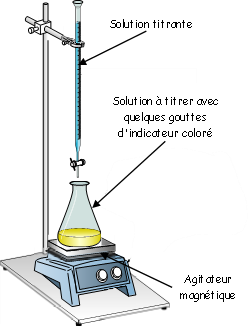 Solution titrante
Solution à titrer avec
quelques gouttes
d'indicateur coloré
Agitateur
magnétique